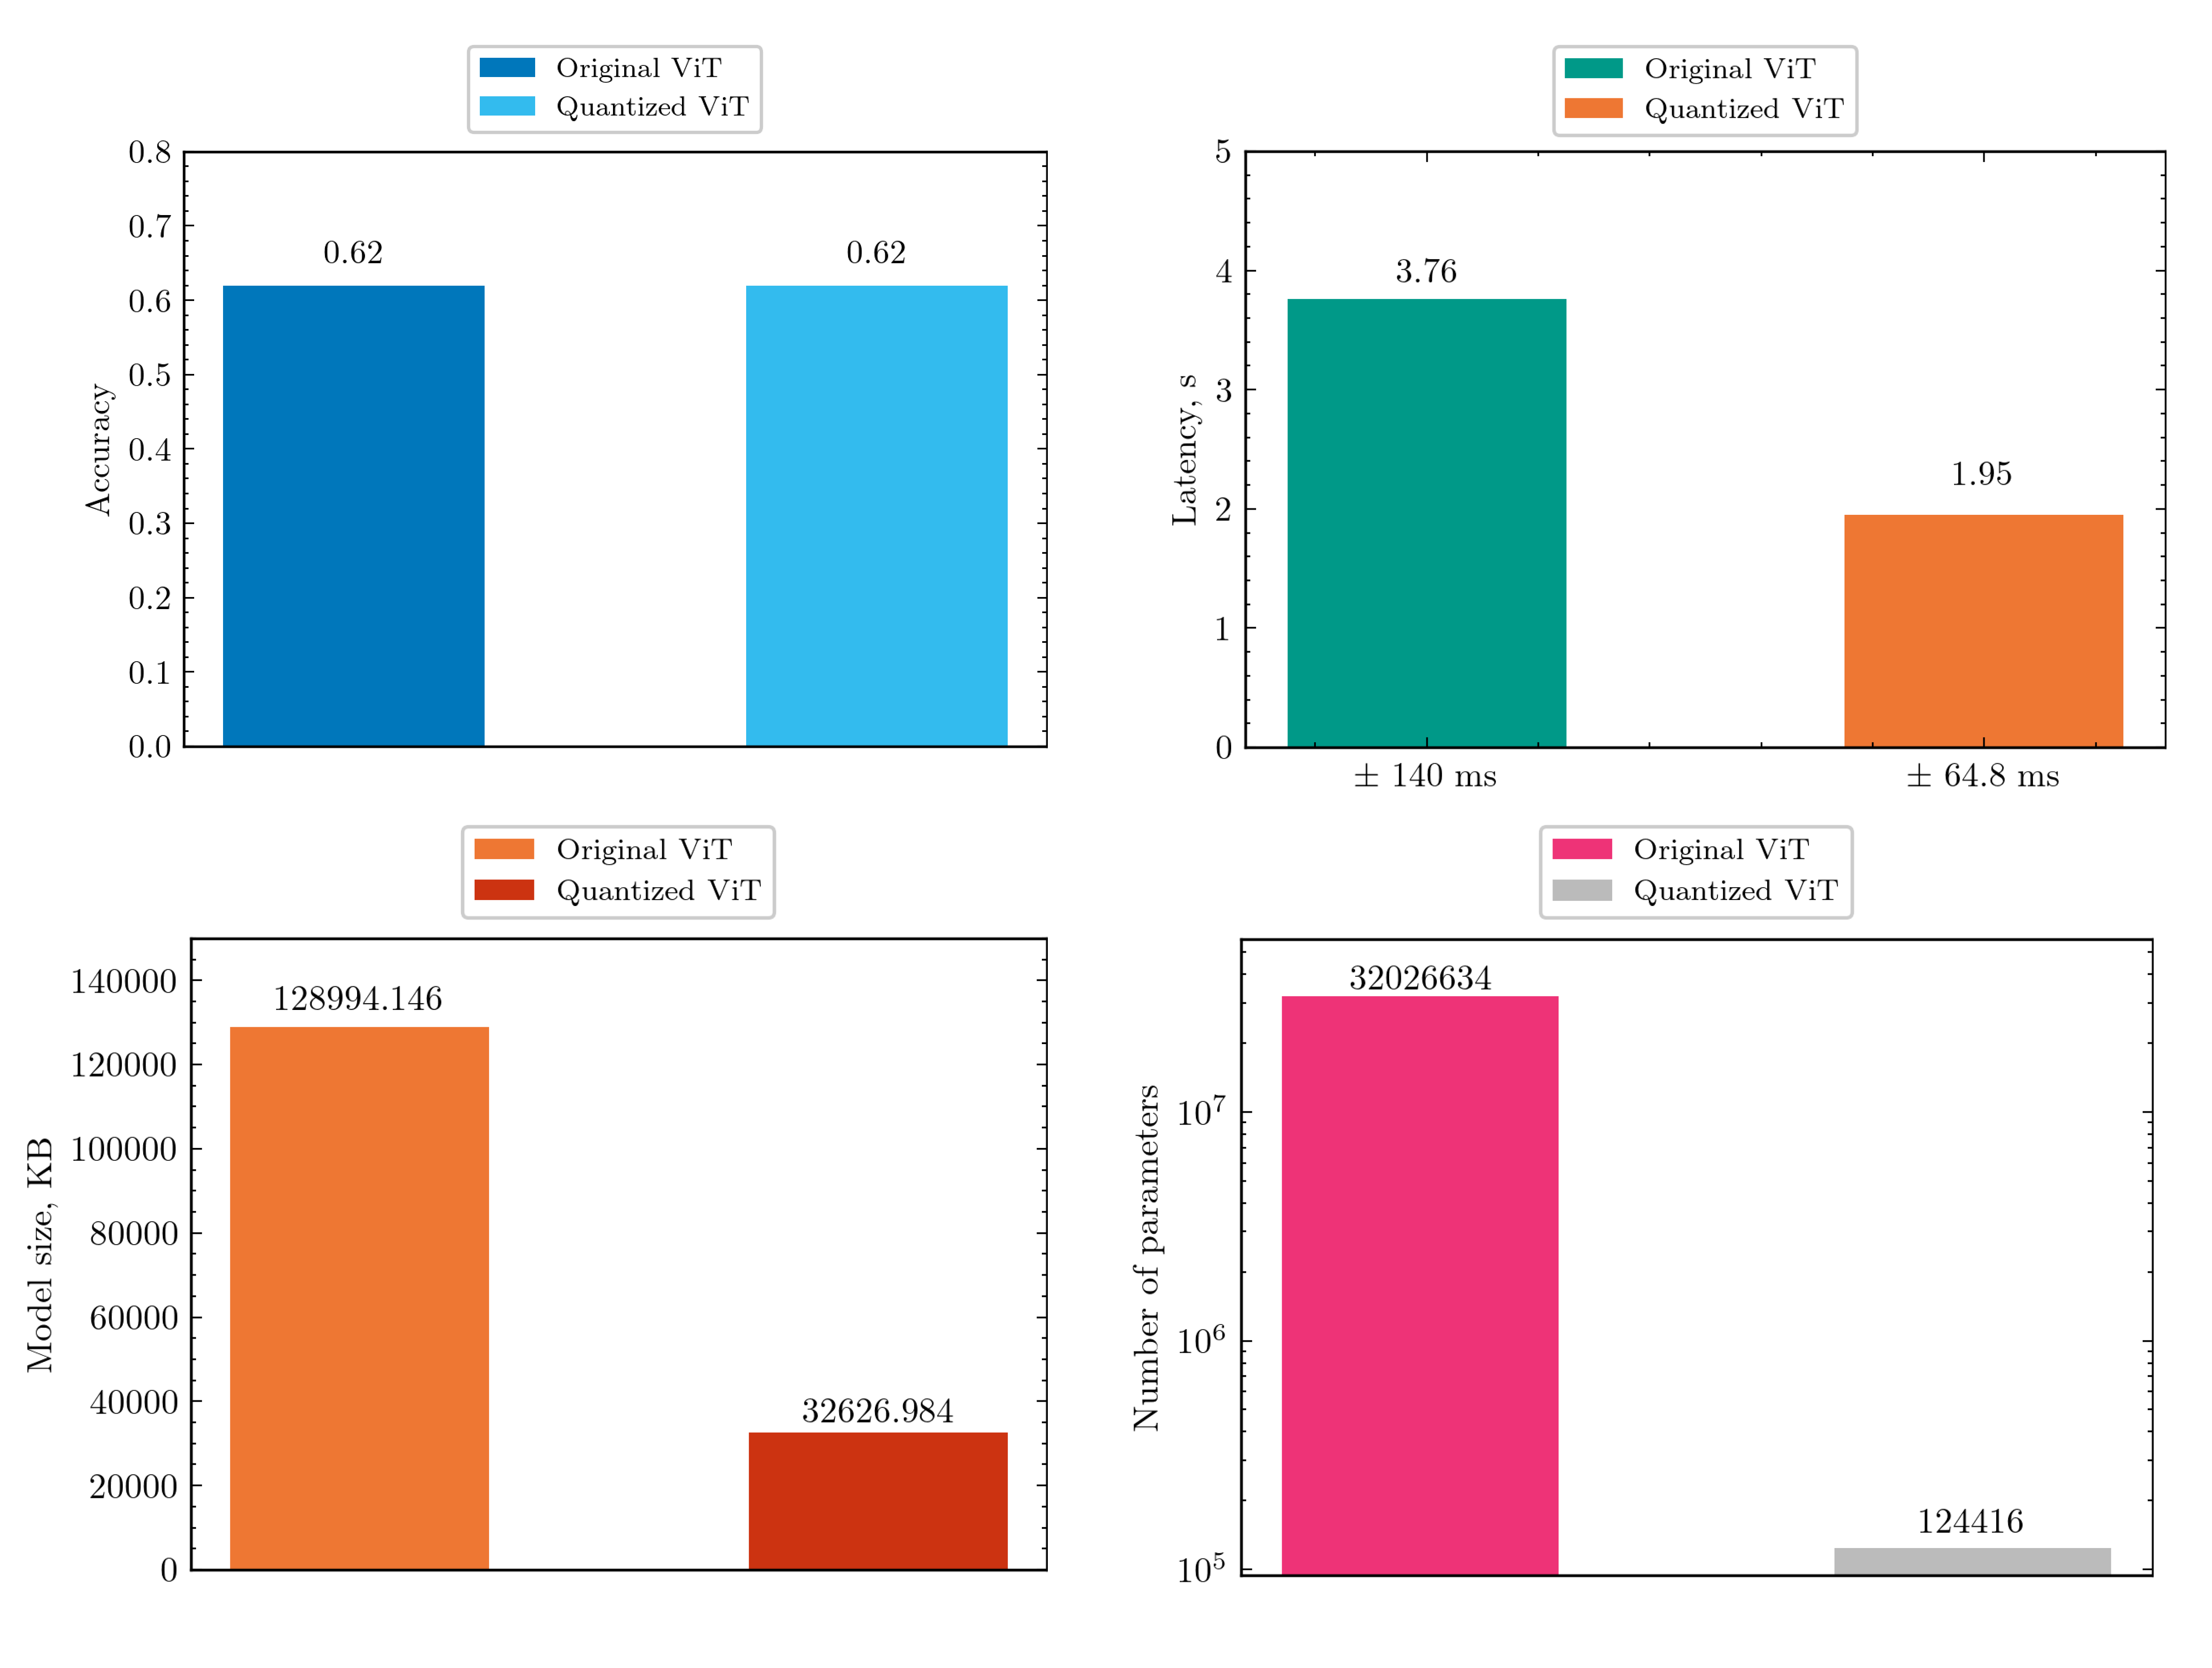 Original ViT
Quantized ViT
0.8
0.7
0.6
0.5
0.4
0.3
0.2
0.1
0.0
Accuracy
0.62
0.62
Original ViT
Quantized ViT
5
4
3
2
1
0
Latency, s
3.76
1.95
± 140 ms
± 64.8 ms
Original ViT
Quantized ViT
140000
120000
100000
80000
60000
40000
20000
0
Model size, KB
128994.146
32626.984
Original ViT
Quantized ViT
10⁷
10⁶
10⁵
Number of parameters
32026634
124416